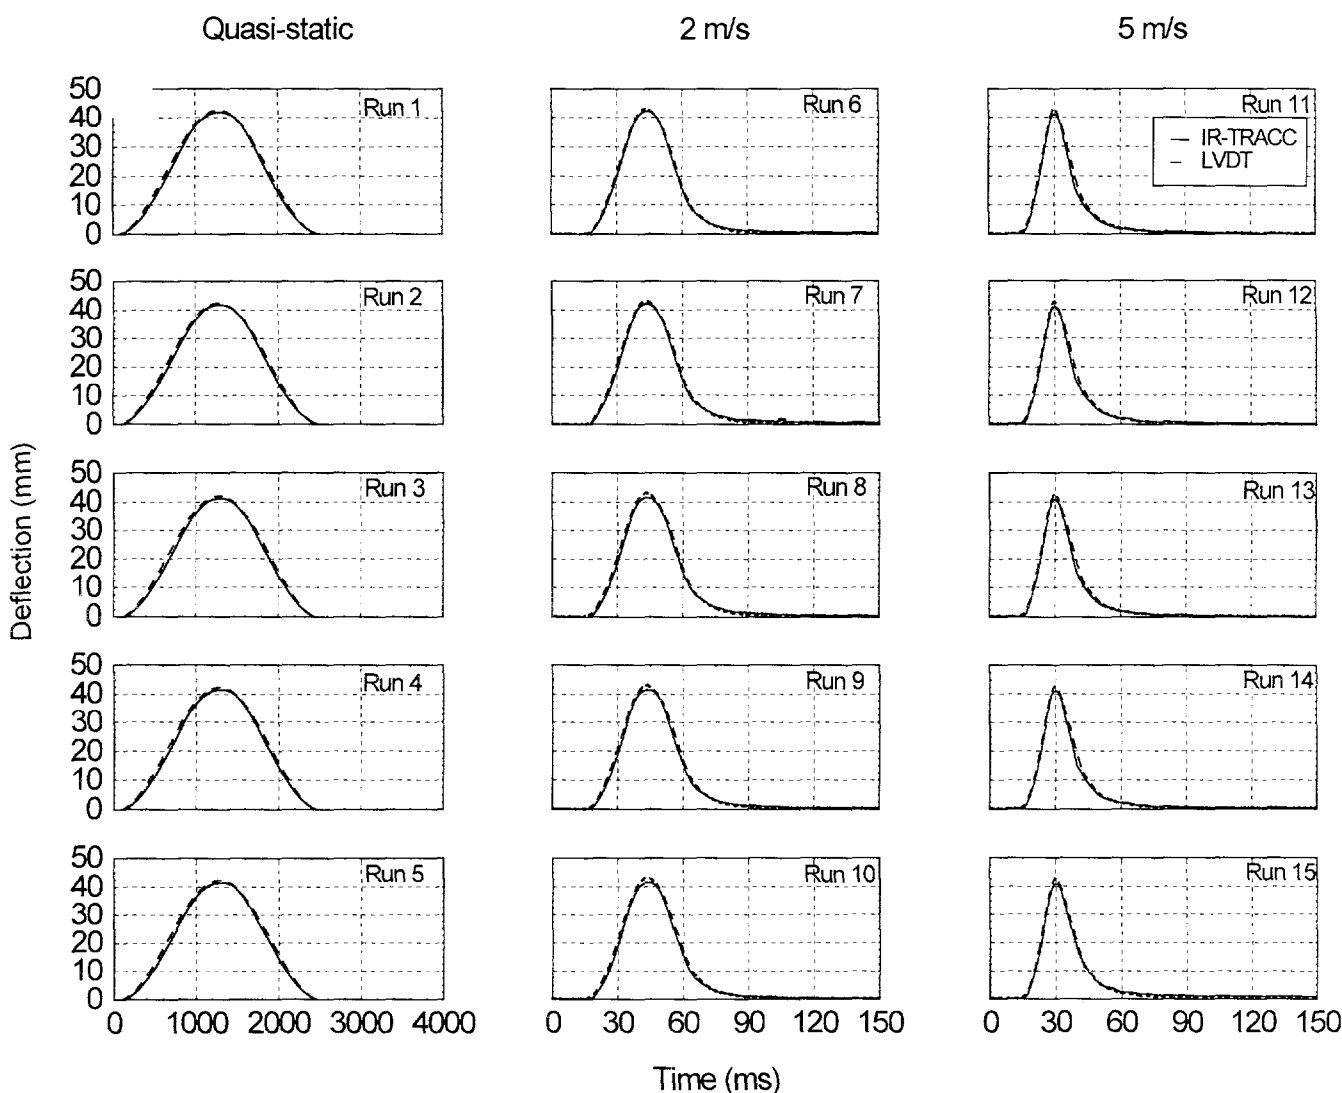 Quasi-static 2 m/s 5 m/s
50 Run 1 Run 6 Run 11
40
30
20
10
0
IR-TRACC
LVDT
50 Run 2 Run 7 Run 12
40
30
20
10
0
50 Run 3 Run 8 Run 13
40
30
20
10
0
50 Run 4 Run 9 Run 14
40
30
20
10
0
50 Run 5 Run 10 Run 15
40
30
20
10
0
Deflection (mm)
0 1000 2000 3000 4000 0 30 60 90 120 150 0 30 60 90 120 150
Time (ms)